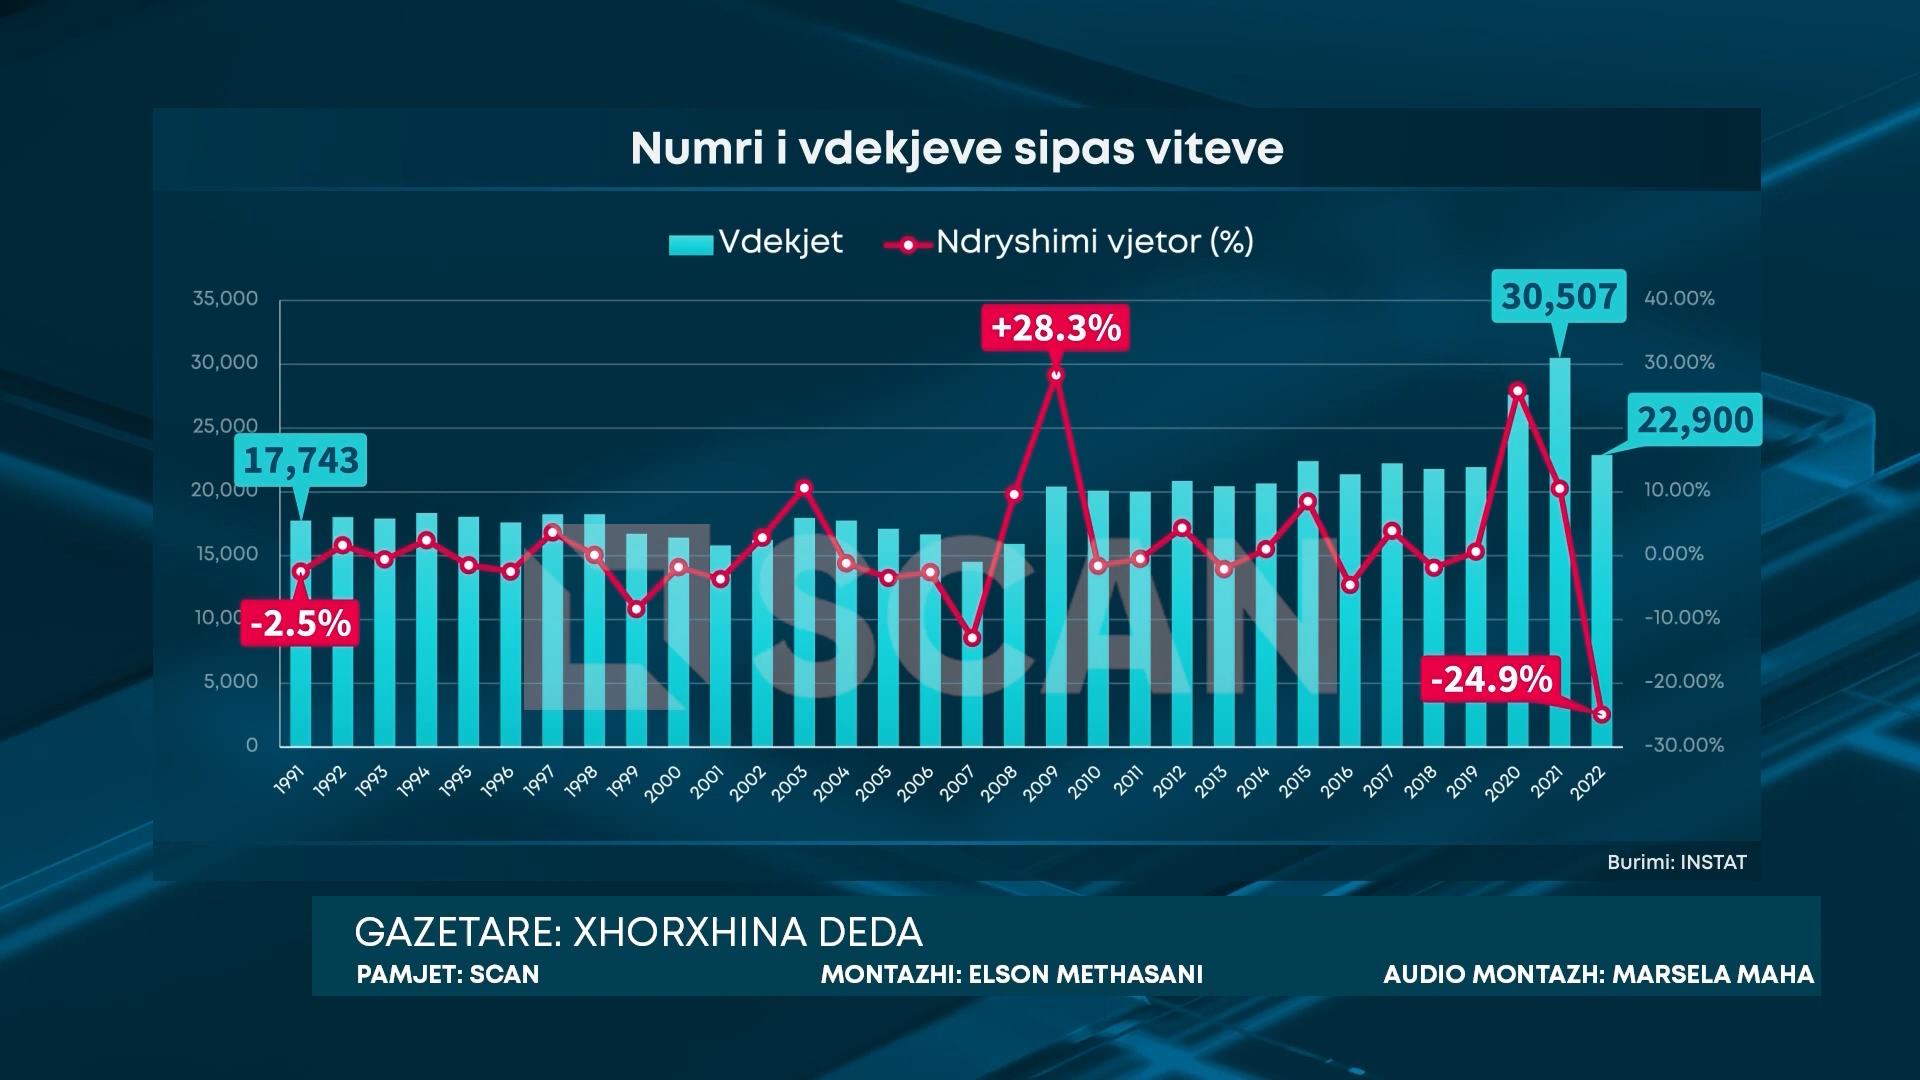 Numri i vdekjeve sipas viteve
Vdekjet
Ndryshimi vjetor (%)
35,000
30,000
25,000
20,000
15,000
10,00
5,000
0
40.00%
30.00%
10.00%
0.00%
-10.00%
-20.00%
-30.00%
17,743
-2.5%
+28.3%
30,507
22,900
-24.9%
SCAN
1991 1992 1993 1994 1995 1996 1997 1998 1999 2000 2001 2002 2003 2004 2005 2006 2007 2008 2009 2010 2011 2012 2013 2014 2015 2016 2017 2018 2019 2020 2021 2022
Burimi: INSTAT
GAZETARE: XHORXHINA DEDA
PAMJET: SCAN MONTAZHI: ELSON METHASANI AUDIO MONTAZH: MARSELA MAHA